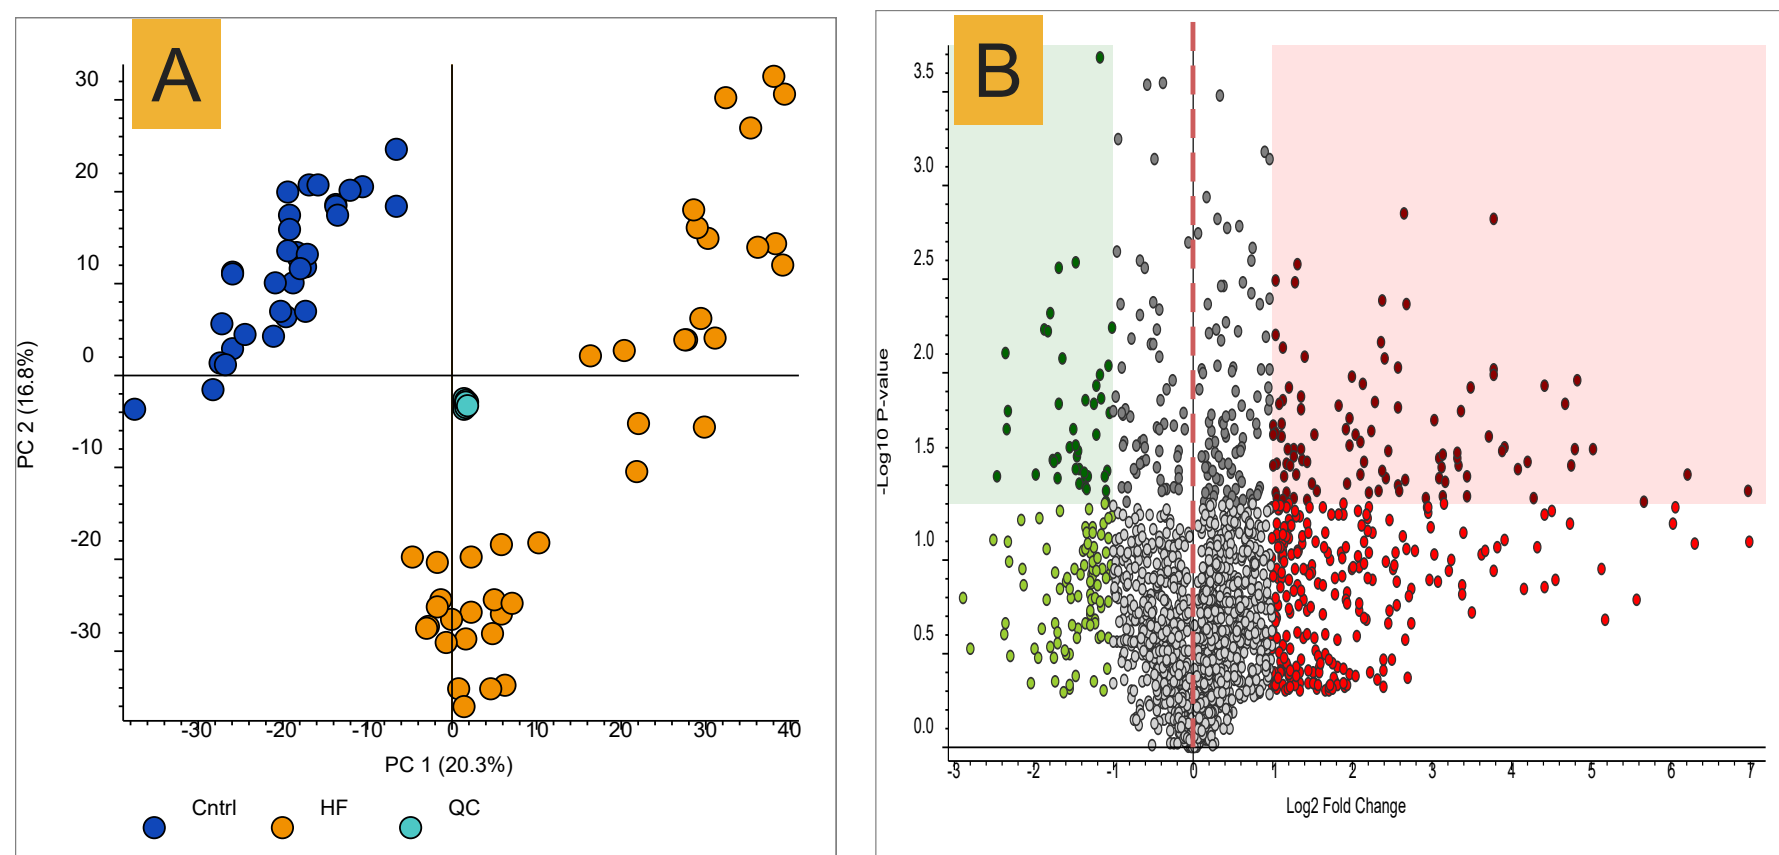 A
30
20
10
0
-10
-20
-30
PC 2 (16.8%)
-30 -20 -10 0 10 20 30 40
PC 1 (20.3%)
Cntrl HF QC
B
3.5
3.0
2.5
2.0
1.5
1.0
0.5
0.0
-Log10 P-value
-3 -2 -1 0 1 2 3 4 5 6 7
Log2 Fold Change